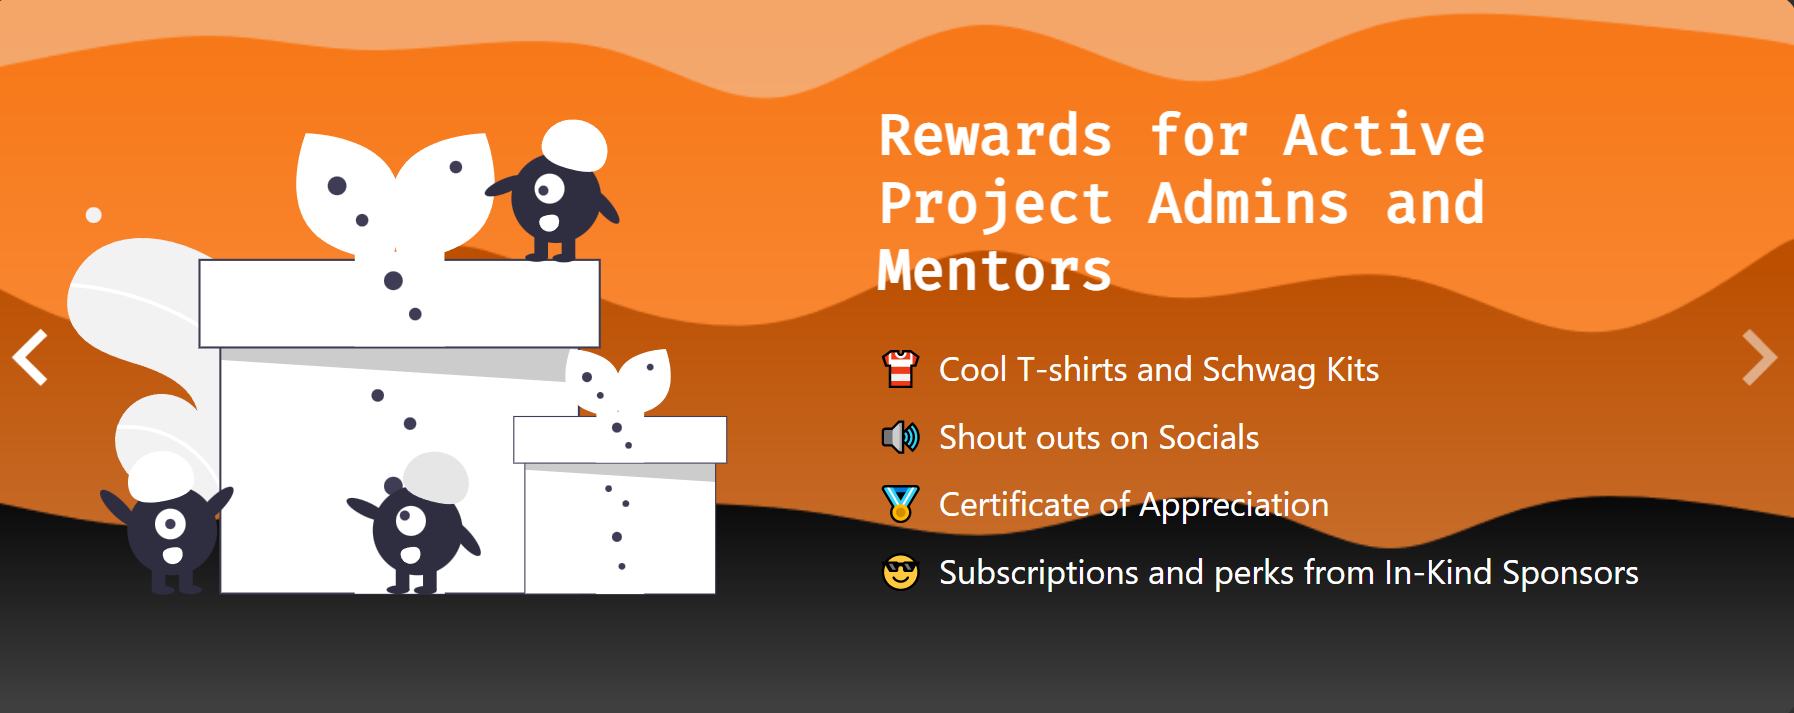 Rewards for Active
Project Admins and
Mentors
Cool T-shirts and Schwag Kits
Shout outs on Socials
Certificate of Appreciation
Subscriptions and perks from In-Kind Sponsors